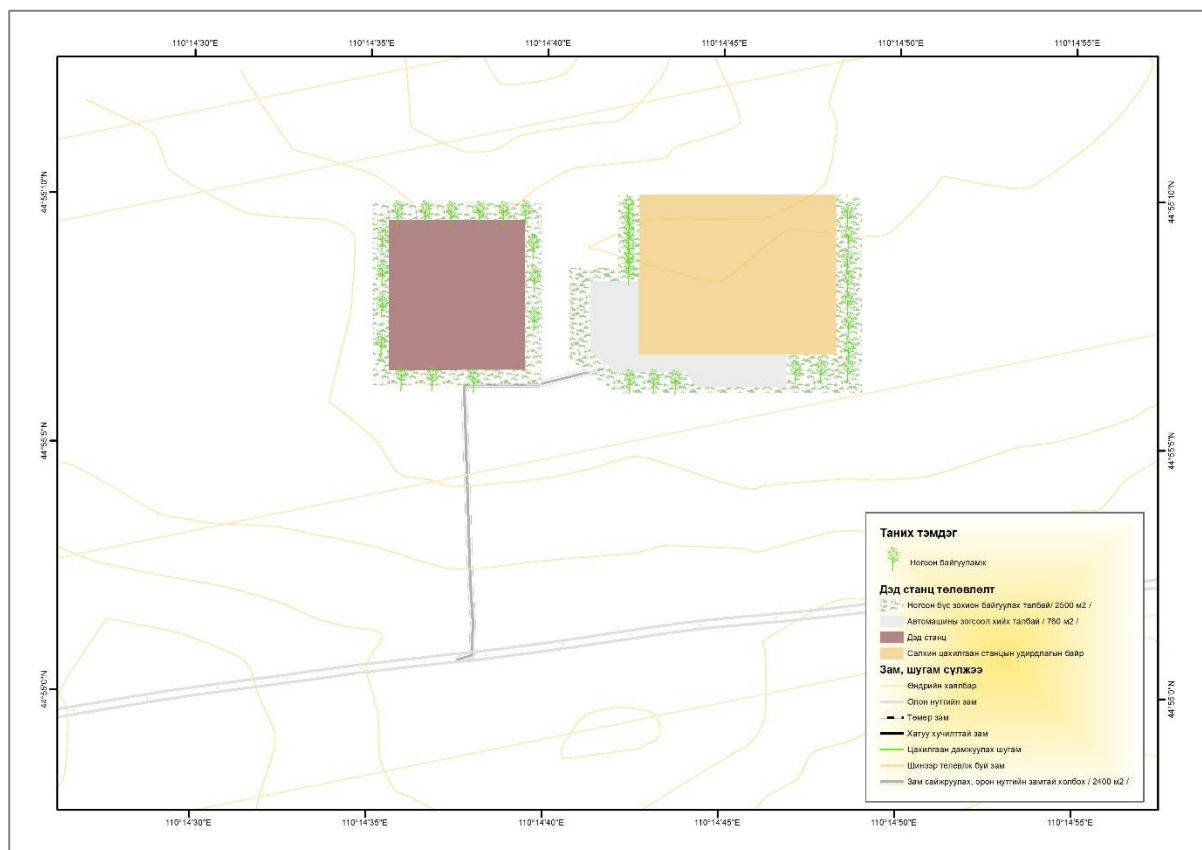 110°14'30"E 110°14'35"E 110°14'40"E 110°14'45"E 110°14'50"E 110°14'55"E
44°55'10"N 44°55'10"N
44°55'5"N 44°55'5"N
44°55'0"N 44°55'0"N
Таних тэмдэг
Ногоон байгууламж
Дэд станц төлөвлөлт
Ногоон бүс зохион байгуулах талбай/ 2500 м2 /
Автомашины зогсоол хийх талбай / 760 м2 /
Дэд станц
Салхин цахилгаан станцын удирдлагын байр
Зам, шугам сүлжээ
Өндрийн хаялбар
Орон нутгийн зам
Төмөр зам
Хатуу хучилттай зам
Цахилгаан дамжуулах шугам
Шинээр төлөвлж буй зам
Зам сайжруулах, орон нутгийн замтай холбох / 2400 м2 /
110°14'30"E 110°14'35"E 110°14'40"E 110°14'45"E 110°14'50"E 110°14'55"E